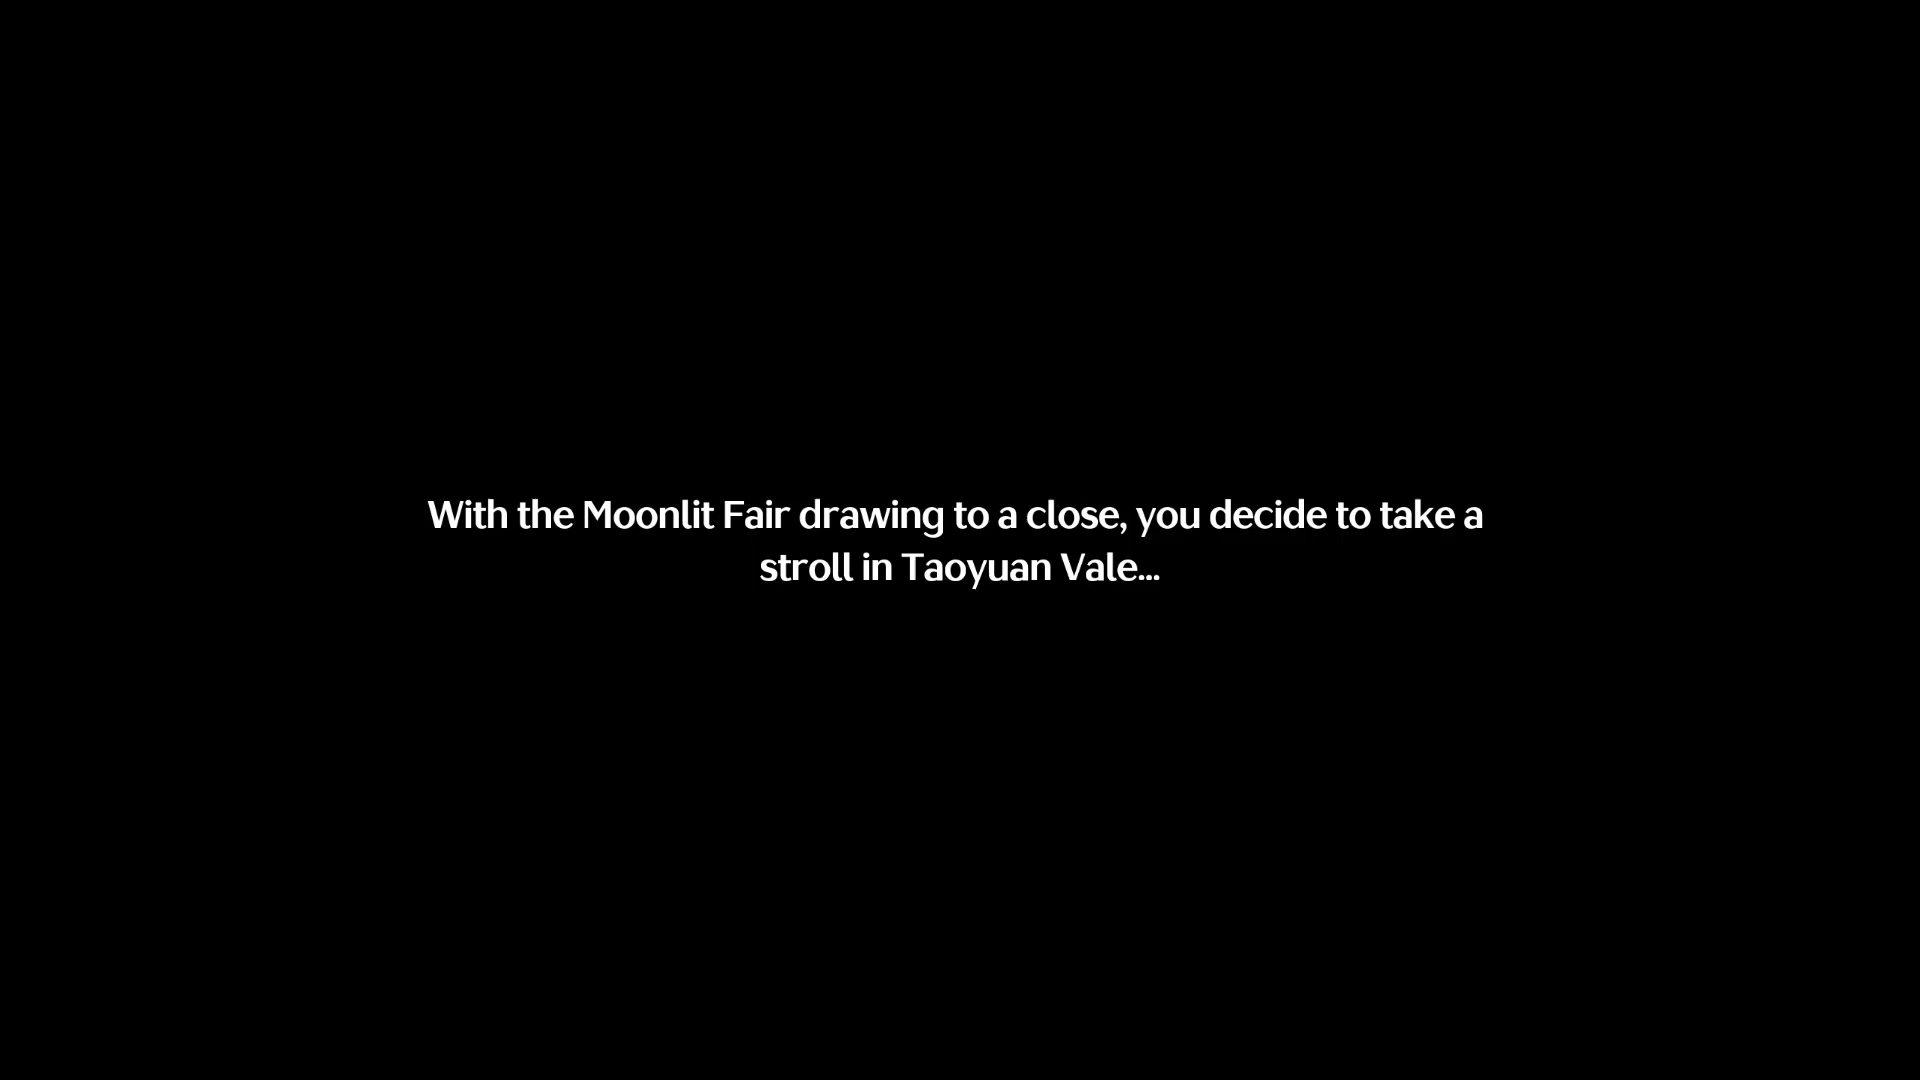 With the Moonlit Fair drawing to a close, you decide to take a
stroll in Taoyuan Vale...